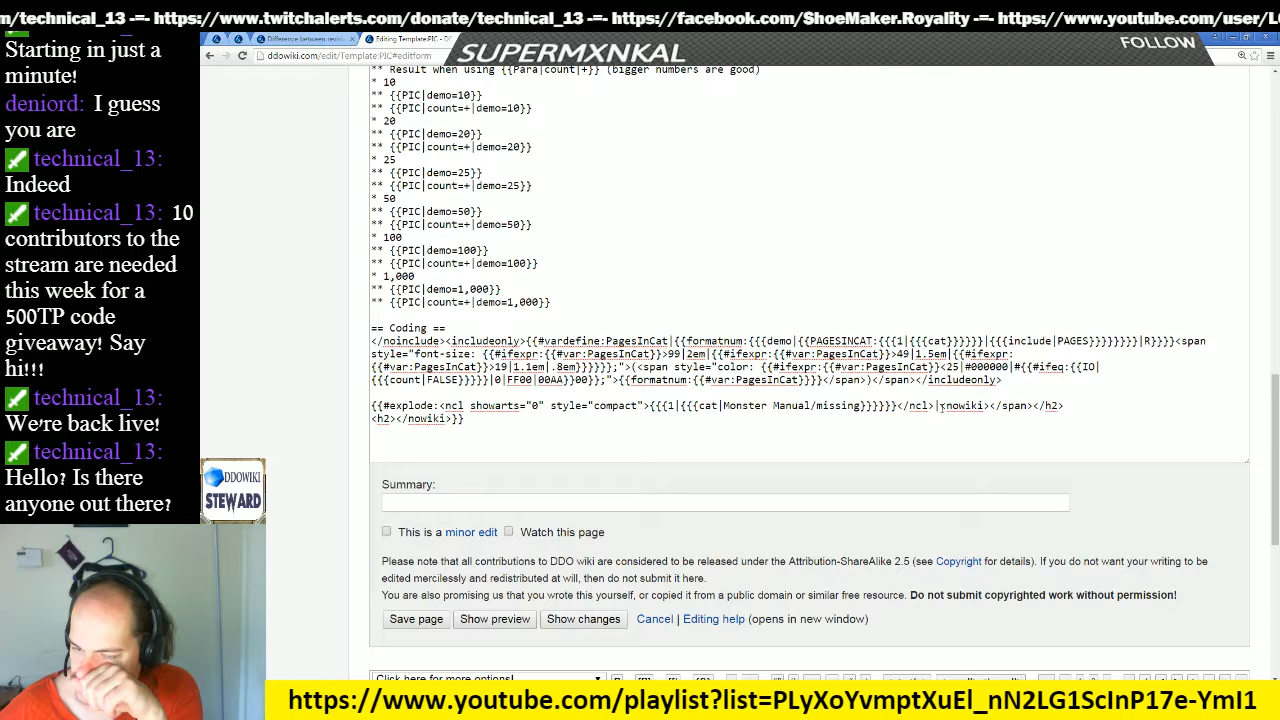 m/technical_13 -=- https://www.twitchalerts.com/donate/technical_13 -=- https://facebook.com/ShoeMaker.Royality -=- https://www.youtube.com/user/L
Starting in just a
minute!
deniord: I guess
you are
technical_13:
Indeed
technical_13: 10
contributors to the
stream are needed
this week for a
500TP code
giveaway! Say
hi!!!
technical_13:
We're back live!
technical_13:
Hello? Is there
anyone out there?
DDOWIKI
STEWARD
Difference between revis
Editing Template:PIC - D
ddowiki.com/edit/Template:PIC#editform
SUPERMXNKAL
FOLLOW
** Result when using {{Para|count|+}} (bigger numbers are good)
* 10
** {{PIC|demo=10}}
** {{PIC|count=+|demo=10}}
* 20
** {{PIC|demo=20}}
** {{PIC|count=+|demo=20}}
* 25
** {{PIC|demo=25}}
** {{PIC|count=+|demo=25}}
* 50
** {{PIC|demo=50}}
** {{PIC|count=+|demo=50}}
* 100
** {{PIC|demo=100}}
** {{PIC|count=+|demo=100}}
* 1,000
** {{PIC|demo=1,000}}
** {{PIC|count=+|demo=1,000}}
== Coding ==
</noinclude><includeonly>{{#vardefine:PagesInCat|{{formatnum:{{{demo|{{PAGESINCAT:{{{1|{{{cat}}}}}}|{{{include|PAGES}}}}}}}}|R}}}}<span
style="font-size: {{#ifexpr:{{#var:PagesInCat}}>99|2em|{{#ifexpr:{{#var:PagesInCat}}>49|1.5em|{{#ifexpr:
{{#var:PagesInCat}}>19|1.1em|.8em}}}}}};">(<span style="color: {{#ifexpr:{{#var:PagesInCat}}<25|#000000|#{{#ifeq:{{IO|
{{{count|FALSE}}}}}|0|FF00|00AA}}00}};">{{formatnum:{{#var:PagesInCat}}}}</span>)</span></includeonly>
{{#explode:<ncl showarts="0" style="compact">{{{1|{{{cat|Monster Manual/missing}}}}}}</ncl>|<nowiki></span></h2>
<h2></nowiki>}}
Summary:
This is a minor edit Watch this page
Please note that all contributions to DDO wiki are considered to be released under the Attribution-ShareAlike 2.5 (see Copyright for details). If you do not want your writing to be
edited mercilessly and redistributed at will, then do not submit it here.
You are also promising us that you wrote this yourself, or copied it from a public domain or similar free resource. Do not submit copyrighted work without permission!
Save page Show preview Show changes Cancel | Editing help (opens in new window)
Click here for more options!
https://www.youtube.com/playlist?list=PLyXoYvmptXuEl_nN2LG1ScInP17e-YmI1